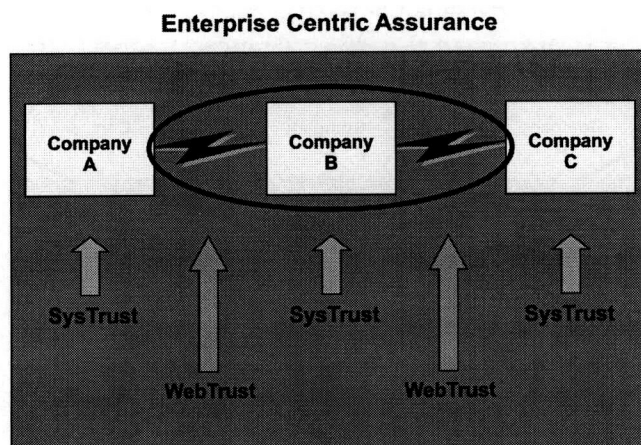 Enterprise Centric Assurance
Company
A
Company
B
Company
C
SysTrust
SysTrust
SysTrust
WebTrust
WebTrust